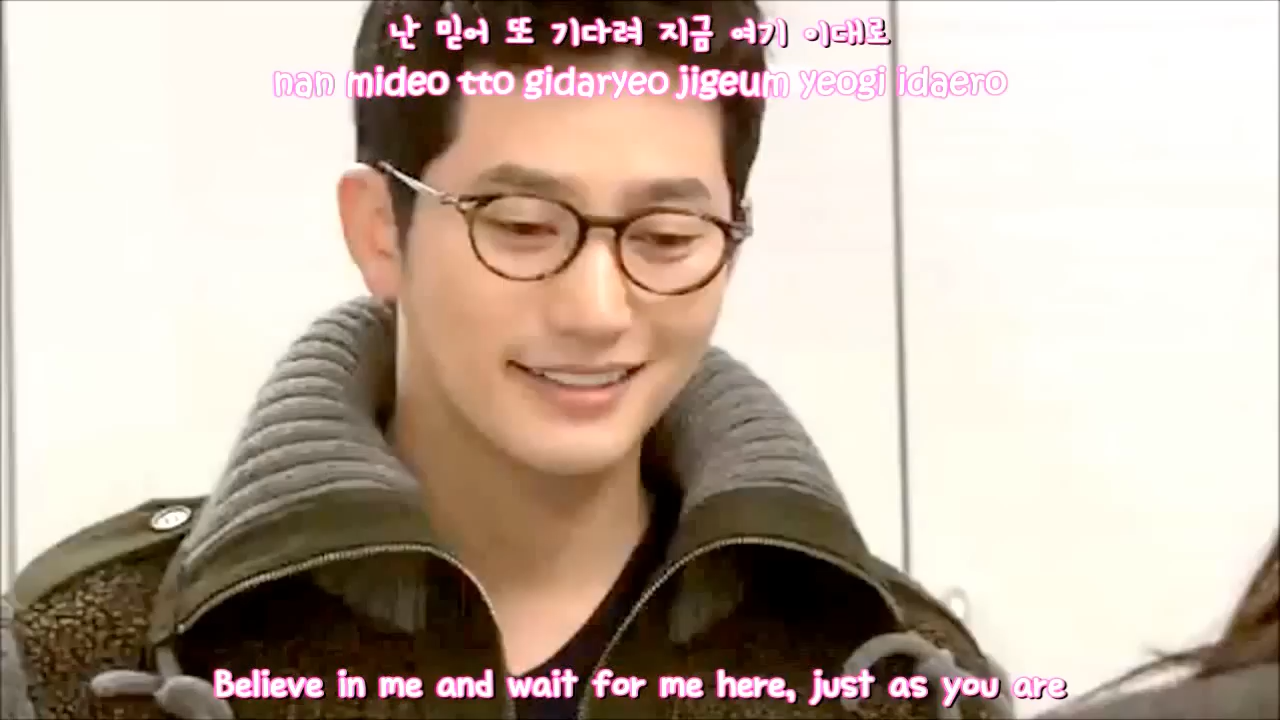 난 믿어 또 기다려 지금 여기 이대로
nan mideo tto gidaryeo jigeum yeogi idaero
Believe in me and wait for me here, just as you are